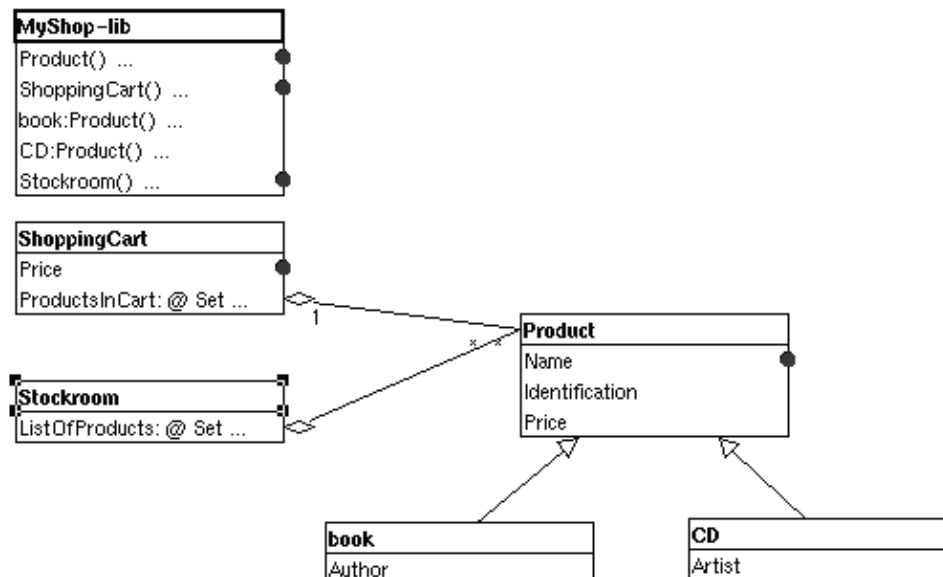 MyShop-lib
Product() ...
ShoppingCart() ...
book:Product() ...
CD:Product() ...
Stockroom() ...
ShoppingCart
Price
ProductsInCart: @ Set ...
1
* *
Product
Name
Identification
Price
Stockroom
ListOfProducts: @ Set ...
book
Author
CD
Artist